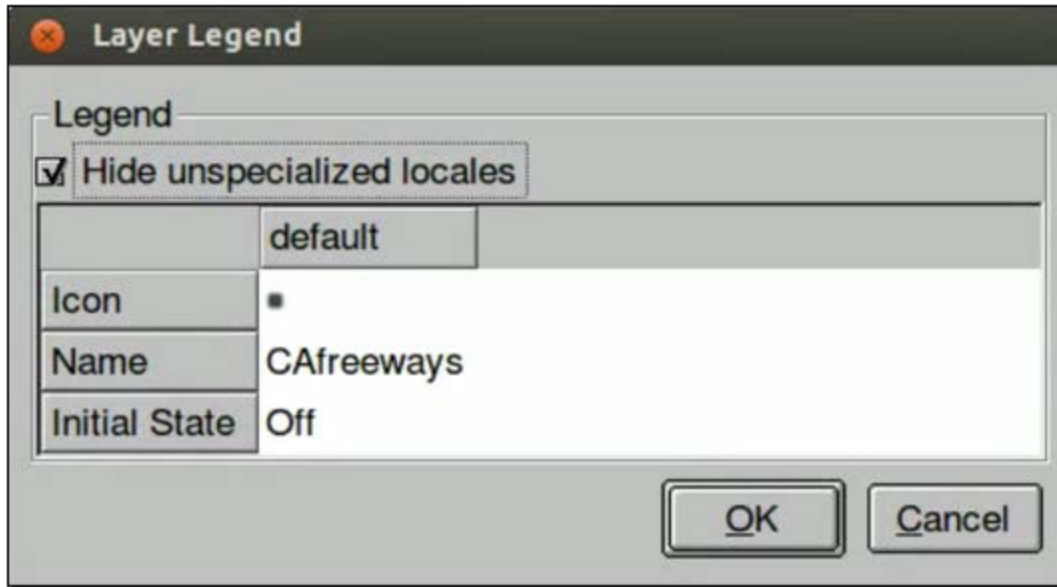 Layer Legend
Legend
Hide unspecialized locales
default
Icon
Name CAfreeways
Initial State Off
OK Cancel